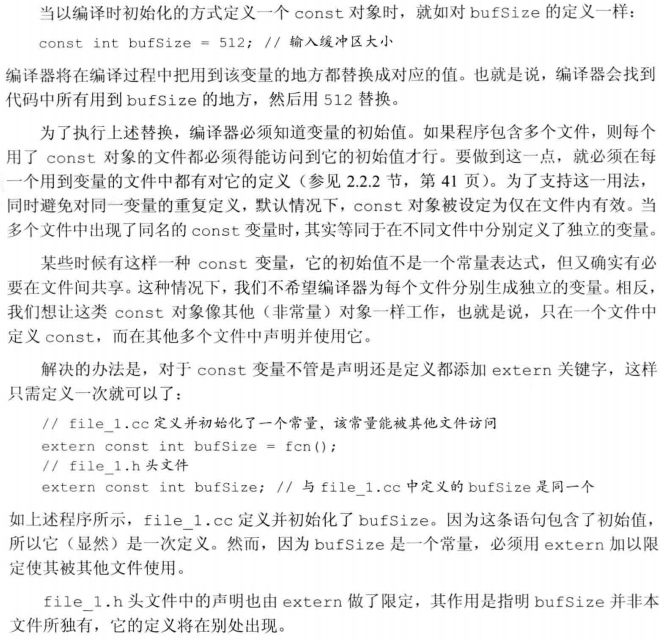 当以编译时初始化的方式定义一个 const 对象时，就如对 bufSize 的定义一样：
const int bufSize = 512; // 输入缓冲区大小
编译器将在编译过程中把用到该变量的地方都替换成对应的值。也就是说，编译器会找到
代码中所有用到 bufSize 的地方，然后用 512 替换。
为了执行上述替换，编译器必须知道变量的初始值。如果程序包含多个文件，则每个
用了 const 对象的文件都必须得能访问到它的初始值才行。要做到这一点，就必须在每
一个用到变量的文件中都有对它的定义（参见 2.2.2 节，第 41 页）。为了支持这一用法，
同时避免对同一变量的重复定义，默认情况下，const 对象被设定为仅在文件内有效。当
多个文件中出现了同名的 const 变量时，其实等同于在不同文件中分别定义了独立的变量。
某些时候有这样一种 const 变量，它的初始值不是一个常量表达式，但又确实有必
要在文件间共享。这种情况下，我们不希望编译器为每个文件分别生成独立的变量。相反，
我们想让这类 const 对象像其他（非常量）对象一样工作，也就是说，只在一个文件中
定义 const，而在其他多个文件中声明并使用它。
解决的办法是，对于 const 变量不管是声明还是定义都添加 extern 关键字，这样
只需定义一次就可以了：
// file_1.cc 定义并初始化了一个常量，该常量能被其他文件访问
extern const int bufSize = fcn();
// file_1.h 头文件
extern const int bufSize; // 与 file_1.cc 中定义的 bufSize 是同一个
如上述程序所示，file_1.cc 定义并初始化了 bufSize。因为这条语句包含了初始值，
所以它（显然）是一次定义。然而，因为 bufSize 是一个常量，必须用 extern 加以限
定使其被其他文件使用。
file_1.h 头文件中的声明也由 extern 做了限定，其作用是指明 bufSize 并非本
文件所独有，它的定义将在别处出现。